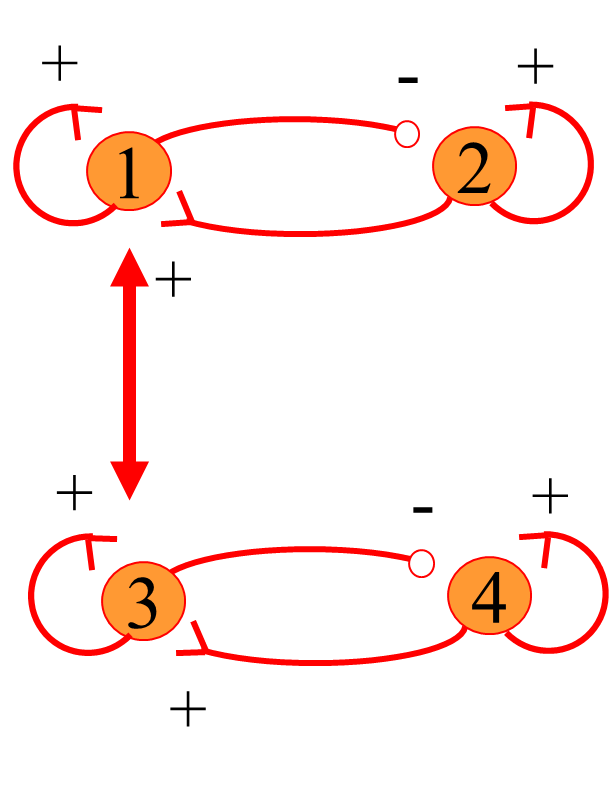 + - +
1 2
+
+ - +
3 4
+